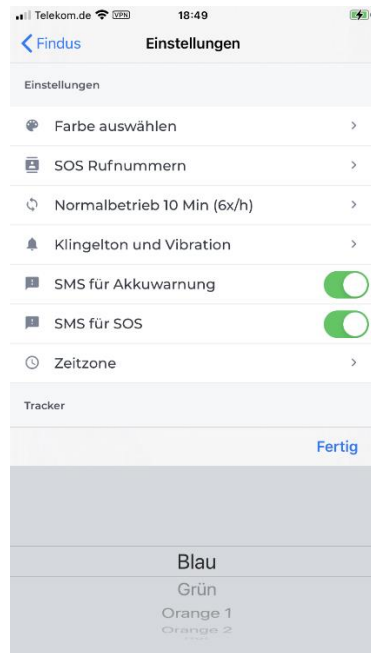 Telekom.de VPN 18:49
Findus Einstellungen
Einstellungen
Farbe auswählen
SOS Rufnummern
Normalbetrieb 10 Min (6x/h)
Klingelton und Vibration
SMS für Akkuwarnung
SMS für SOS
Zeitzone
Tracker
Fertig
Blau
Grün
Orange 1
Orange 2